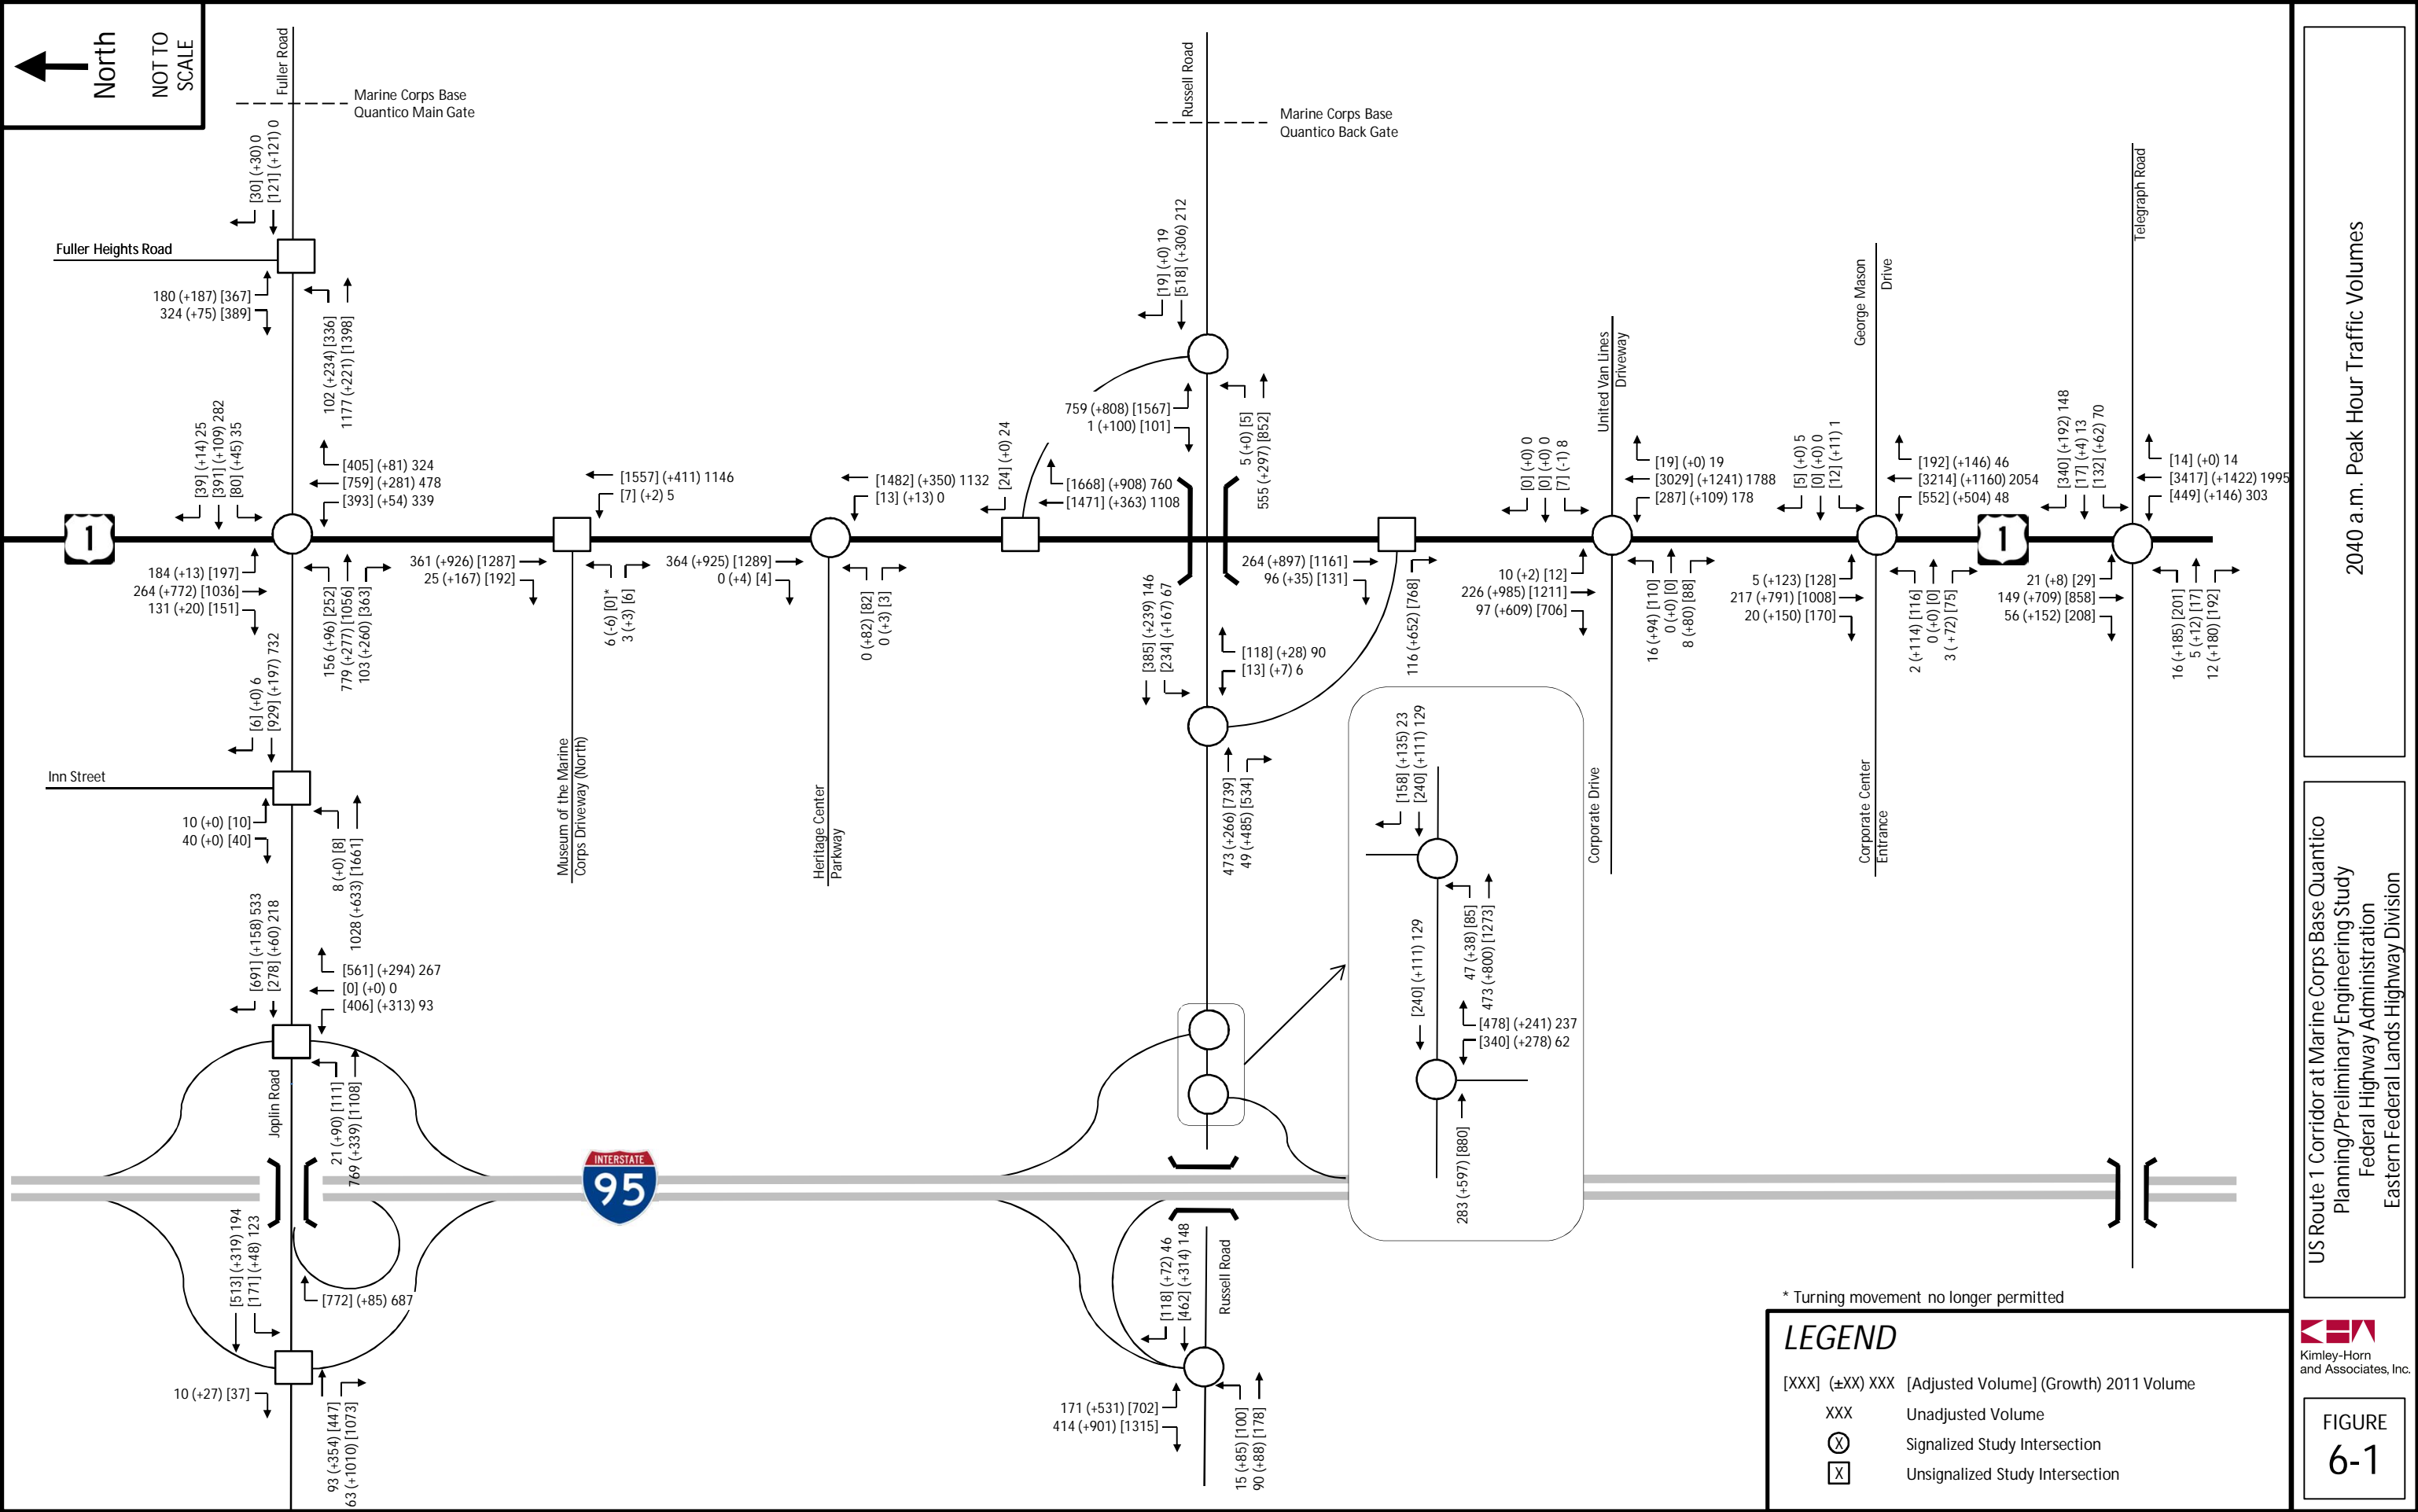 North
NOT TO
SCALE
Fuller Road
Marine Corps Base
Quantico Main Gate
[30] (+30) 0
[121] (+121) 0
Fuller Heights Road
180 (+187) [367]
324 (+75) [389]
102 (+234) [336]
1177 (+221) [1398]
[39] (+14) 25
[391] (+109) 282
[80] (+45) 35
[405] (+81) 324
[759] (+281) 478
[393] (+54) 339
1
184 (+13) [197]
264 (+772) [1036]
131 (+20) [151]
156 (+96) [252]
779 (+277) [1056]
103 (+260) [363]
[6] (+0) 6
[929] (+197) 732
Inn Street
10 (+0) [10]
40 (+0) [40]
8 (+0) [8]
1028 (+633) [1661]
[691] (+158) 533
[278] (+60) 218
[561] (+294) 267
[0] (+0) 0
[406] (+313) 93
Joplin Road
21 (+90) [111]
769 (+339) [1108]
[513] (+319) 194
[171] (+48) 123
[772] (+85) 687
10 (+27) [37]
93 (+354) [447]
63 (+1010) [1073]
[1557] (+411) 1146
[7] (+2) 5
361 (+926) [1287]
25 (+167) [192]
6 (-6) [0]*
3 (+3) [6]
Museum of the Marine
Corps Driveway (North)
[1482] (+350) 1132
[13] (+13) 0
364 (+925) [1289]
0 (+4) [4]
0 (+82) [82]
0 (+3) [3]
Heritage Center
Parkway
INTERSTATE
95
Russell Road
Marine Corps Base
Quantico Back Gate
[19] (+0) 19
[518] (+306) 212
759 (+808) [1567]
1 (+100) [101]
5 (+0) [5]
555 (+297) [852]
[24] (+0) 24
[1668] (+908) 760
[1471] (+363) 1108
264 (+897) [1161]
96 (+35) [131]
116 (+652) [768]
[385] (+239) 146
[234] (+167) 67
[118] (+28) 90
[13] (+7) 6
473 (+266) [739]
49 (+485) [534]
[158] (+135) 23
[240] (+111) 129
47 (+38) [85]
473 (+800) [1273]
[240] (+111) 129
[478] (+241) 237
[340] (+278) 62
283 (+597) [880]
[118] (+72) 46
[462] (+314) 148
Russell Road
171 (+531) [702]
414 (+901) [1315]
15 (+85) [100]
90 (+88) [178]
United Van Lines
Driveway
[0] (+0) 0
[0] (+0) 0
[7] (-1) 8
[19] (+0) 19
[3029] (+1241) 1788
[287] (+109) 178
10 (+2) [12]
226 (+985) [1211]
97 (+609) [706]
16 (+94) [110]
0 (+0) [0]
8 (+80) [88]
Corporate Drive
George Mason
Drive
[5] (+0) 5
[0] (+0) 0
[12] (+11) 1
[192] (+146) 46
[3214] (+1160) 2054
[552] (+504) 48
5 (+123) [128]
217 (+791) [1008]
20 (+150) [170]
2 (+114) [116]
0 (+0) [0]
3 ( +72) [75]
Corporate Center
Entrance
1
Telegraph Road
[340] (+192) 148
[17] (+4) 13
[132] (+62) 70
[14] (+0) 14
[3417] (+1422) 1995
[449] (+146) 303
21 (+8) [29]
149 (+709) [858]
56 (+152) [208]
16 (+185) [201]
5 (+12) [17]
12 (+180) [192]
* Turning movement no longer permitted
LEGEND
[XXX] (±XX) XXX [Adjusted Volume] (Growth) 2011 Volume
XXX Unadjusted Volume
X Signalized Study Intersection
X Unsignalized Study Intersection
2040 a.m. Peak Hour Traffic Volumes
US Route 1 Corridor at Marine Corps Base Quantico
Planning/Preliminary Engineering Study
Federal Highway Administration
Eastern Federal Lands Highway Division
Kimley-Horn
and Associates, Inc.
FIGURE
6-1